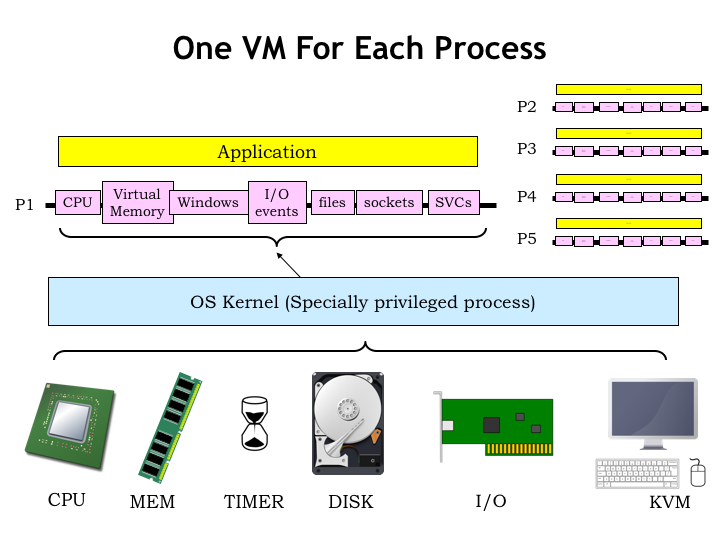 One VM For Each Process
P2
P3
P4
P5
Application
P1
CPU
Virtual
Memory
Windows
I/O
events
files
sockets
SVCs
OS Kernel (Specially privileged process)
CPU
MEM
TIMER
DISK
I/O
KVM